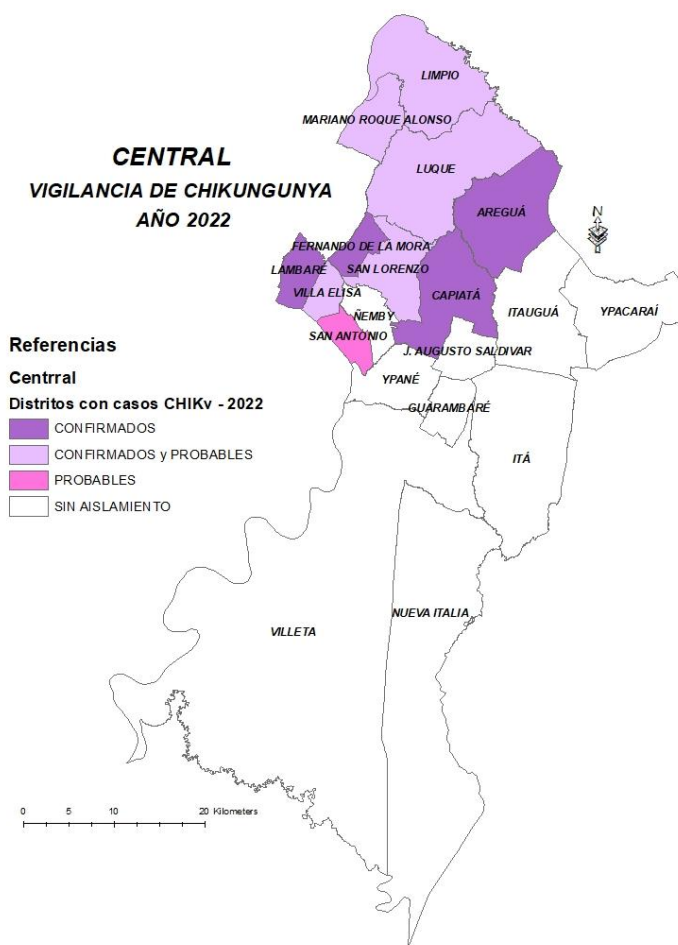 LIMPIO
MARIANO ROQUE ALONSO
CENTRAL
VIGILANCIA DE CHIKUNGUNYA
AÑO 2022
LUQUE
AREGUÁ
N
FERNANDO DE LA MORA
LAMBARÉ
SAN LORENZO
VILLA ELISA
CAPIATÁ
ITAUGUÁ
YPACARAÍ
ÑEMBY
SAN ANTONIO
J. AUGUSTO SALDIVAR
YPANÉ
GUARAMBARÉ
ITÁ
Referencias
Centrral
Distritos con casos CHIKv - 2022
CONFIRMADOS
CONFIRMADOS y PROBABLES
PROBABLES
SIN AISLAMIENTO
NUEVA ITALIA
VILLETA
0 5 10 20 Kilometers